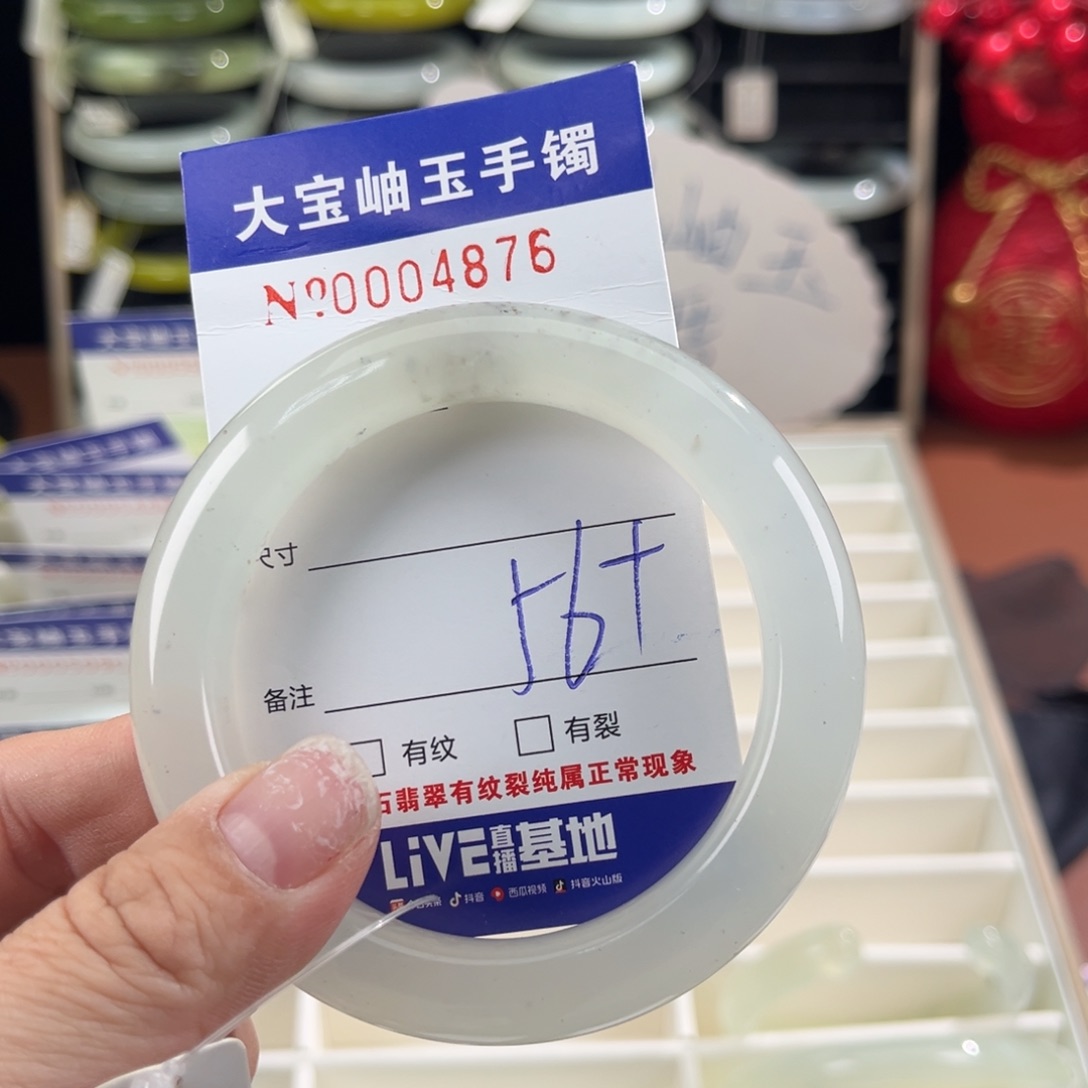 大宝岫玉手镯
Nº0004876
尺寸
56+
备注
有纹 有裂
石翡翠有纹裂纯属正常现象
LiVE直播基地
抖音 西瓜视频 抖音火山版